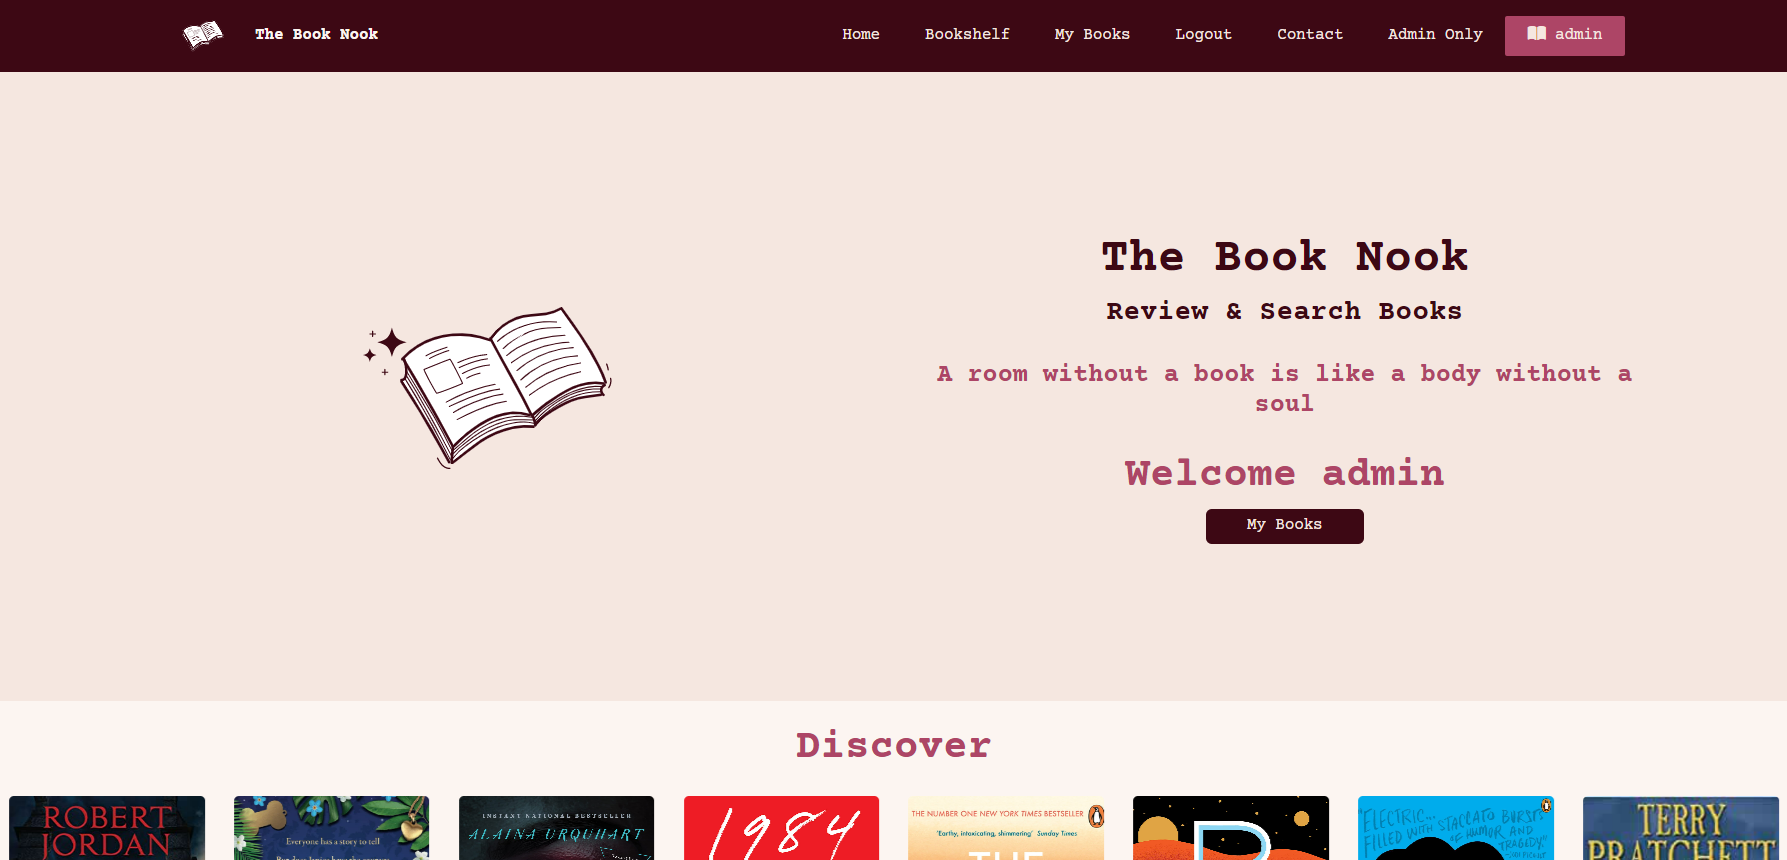 The Book Nook
Home
Bookshelf
My Books
Logout
Contact
Admin Only
admin
The Book Nook
Review & Search Books
A room without a book is like a body without a
soul
Welcome admin
My Books
Discover
ROBERT
JORDAN
Everyone has a story to tell
INSTANT NATIONAL BESTSELLER
ALAINA URQUHART
1984
THE NUMBER ONE NEW YORK TIMES BESTSELLER
'Earthy, intoxicating, shimmering' Sunday Times
THE
"ELECTRIC...
FILLED WITH STACCATO BURSTS
OF HUMOR AND
TRAGEDY."
TERRY
PRATCHETT